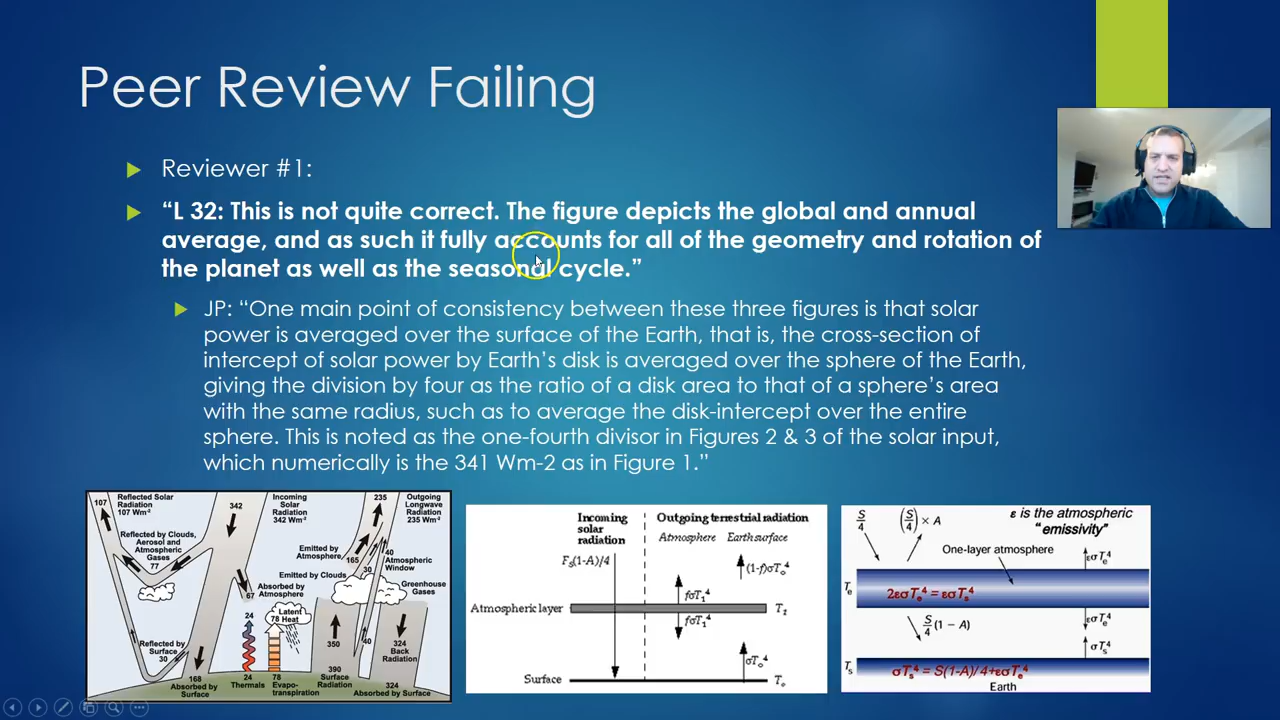 Peer Review Failing
Reviewer #1:
“L 32: This is not quite correct. The figure depicts the global and annual
average, and as such it fully accounts for all of the geometry and rotation of
the planet as well as the seasonal cycle.”
JP: “One main point of consistency between these three figures is that solar
power is averaged over the surface of the Earth, that is, the cross-section of
intercept of solar power by Earth’s disk is averaged over the sphere of the Earth,
giving the division by four as the ratio of a disk area to that of a sphere’s area
with the same radius, such as to average the disk-intercept over the entire
sphere. This is noted as the one-fourth divisor in Figures 2 & 3 of the solar input,
which numerically is the 341 Wm-2 as in Figure 1.”
107
Reflected Solar
Radiation
107 Wm⁻²
342
Incoming
Solar
Radiation
342 Wm⁻²
235
Outgoing
Longwave
Radiation
235 Wm⁻²
Reflected by Clouds,
Aerosol and
Atmospheric
Gases
77
Emitted by
Atmosphere
165
40
Atmospheric
Window
Emitted by Clouds
30
Greenhouse
Gases
67
Absorbed by
Atmosphere
24
Latent
78 Heat
Reflected by
Surface
30
350
40
324
Back
Radiation
168
Absorbed by
Surface
24
Thermals
78
Evapo-
transpiration
390
Surface
Radiation
324
Absorbed by Surface
Incoming
solar
radiation
Outgoing terrestrial radiation
Atmosphere Earth surface
Fₛ(1-A)/4
(1-f)σTₒ⁴
fσT₁⁴
Atmospheric layer
T₁
fσT₁⁴
σTₒ⁴
Surface
Tₒ
S/4
(S/4) × A
ε is the atmospheric
“emissivity”
One-layer atmosphere
εσTₑ⁴
Tₑ
2εσTₑ⁴ = εσTₛ⁴
S/4 (1 – A)
εσTₑ⁴
σTₛ⁴
Tₛ
σTₛ⁴ = S(1-A)/4+εσTₑ⁴
Earth